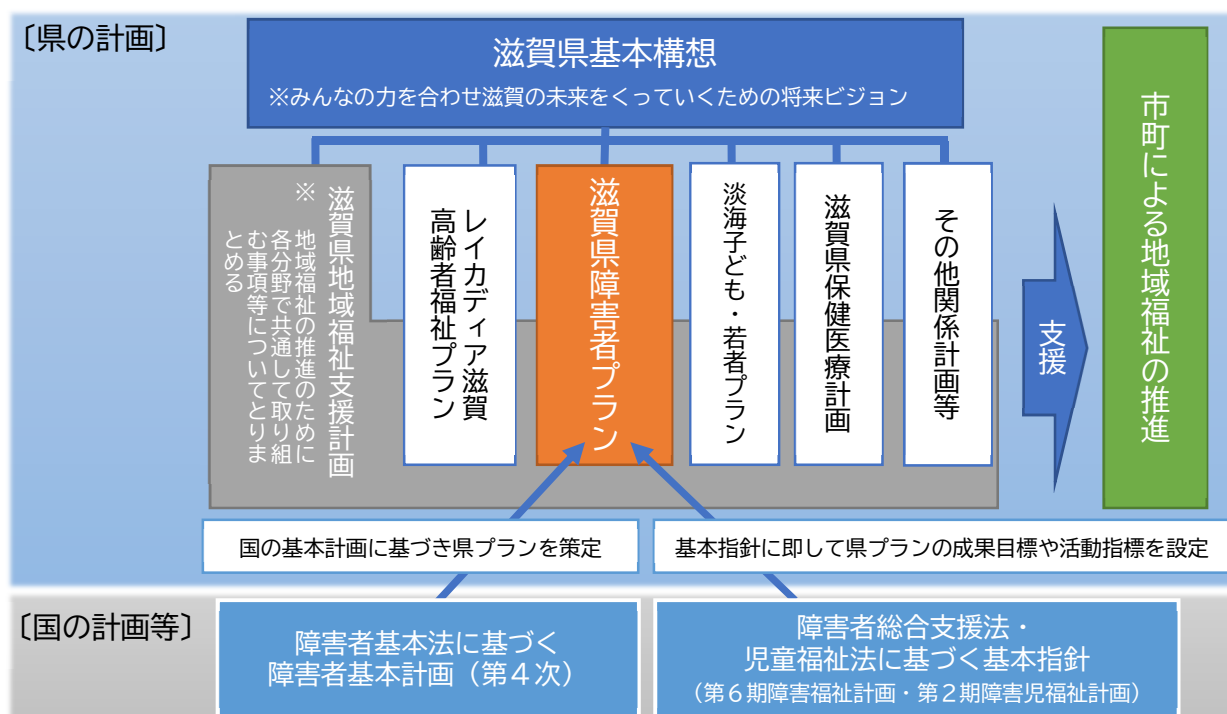 〔県の計画〕
滋賀県基本構想
※みんなの力を合わせ滋賀の未来をくっていくための将来ビジョン
滋賀県地域福祉支援計画
※　地域福祉の推進のために
各分野で共通して取り組
む事項等についてとりま
とめる
レイカディア滋賀
高齢者福祉プラン
滋賀県障害者プラン
淡海子ども・若者プラン
滋賀県保健医療計画
その他関係計画等
支援
市町による地域福祉の推進
国の基本計画に基づき県プランを策定
基本指針に即して県プランの成果目標や活動指標を設定
〔国の計画等〕
障害者基本法に基づく
障害者基本計画（第４次）
障害者総合支援法・
児童福祉法に基づく基本指針
（第６期障害福祉計画・第２期障害児福祉計画）